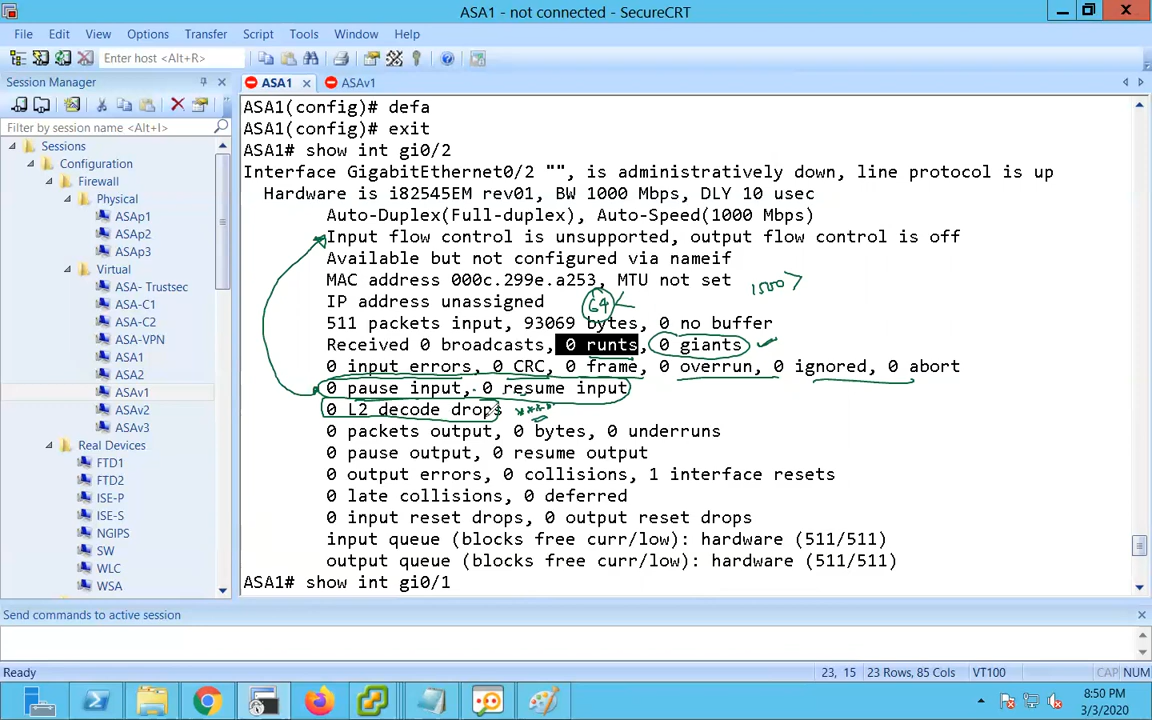 ASA1 - not connected - SecureCRT
File Edit View Options Transfer Script Tools Window Help
Enter host <Alt+R>
Session Manager
ASA1 ASAv1
Filter by session name <Alt+I>
Sessions
Configuration
Firewall
Physical
ASAp1
ASAp2
ASAp3
Virtual
ASA- Trustsec
ASA-C1
ASA-C2
ASA-VPN
ASA1
ASA2
ASAv1
ASAv2
ASAv3
Real Devices
FTD1
FTD2
ISE-P
ISE-S
NGIPS
SW
WLC
WSA
ASA1(config)# defa
ASA1(config)# exit
ASA1# show int gi0/2
Interface GigabitEthernet0/2 "", is administratively down, line protocol is up
Hardware is i82545EM rev01, BW 1000 Mbps, DLY 10 usec
Auto-Duplex(Full-duplex), Auto-Speed(1000 Mbps)
Input flow control is unsupported, output flow control is off
Available but not configured via nameif
MAC address 000c.299e.a253, MTU not set 1500 >
IP address unassigned
64 <
511 packets input, 93069 bytes, 0 no buffer
Received 0 broadcasts, 0 runts, 0 giants
0 input errors, 0 CRC, 0 frame, 0 overrun, 0 ignored, 0 abort
0 pause input, 0 resume input
0 L2 decode drops
0 packets output, 0 bytes, 0 underruns
0 pause output, 0 resume output
0 output errors, 0 collisions, 1 interface resets
0 late collisions, 0 deferred
0 input reset drops, 0 output reset drops
input queue (blocks free curr/low): hardware (511/511)
output queue (blocks free curr/low): hardware (511/511)
ASA1# show int gi0/1
Send commands to active session
Ready 23, 15 23 Rows, 85 Cols VT100 CAP NUM
8:50 PM
3/3/2020